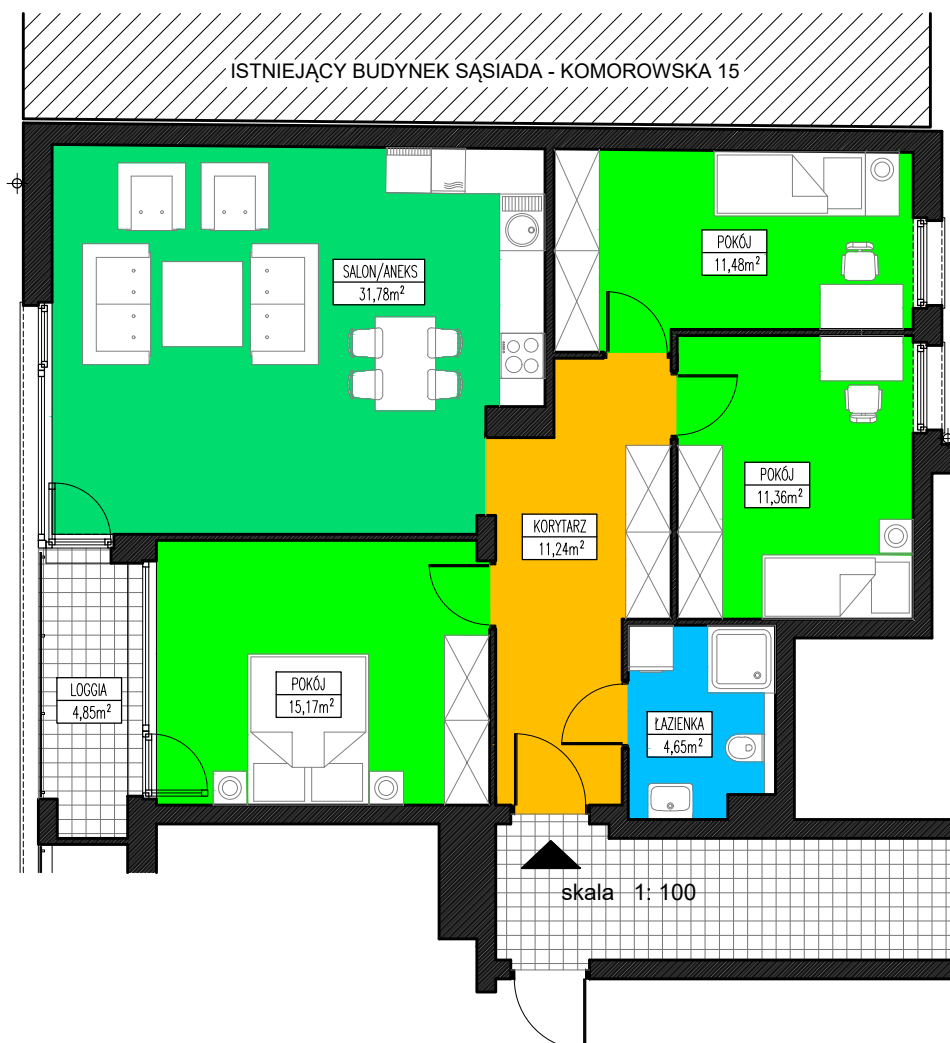 ISTNIEJĄCY BUDYNEK SĄSIADA - KOMOROWSKA 15
POKÓJ
11,48m²
SALON/ANEKS
31,78m²
POKÓJ
11,36m²
KORYTARZ
11,24m²
POKÓJ
15,17m²
LOGGIA
4,85m²
ŁAZIENKA
4,65m²
skala 1: 100